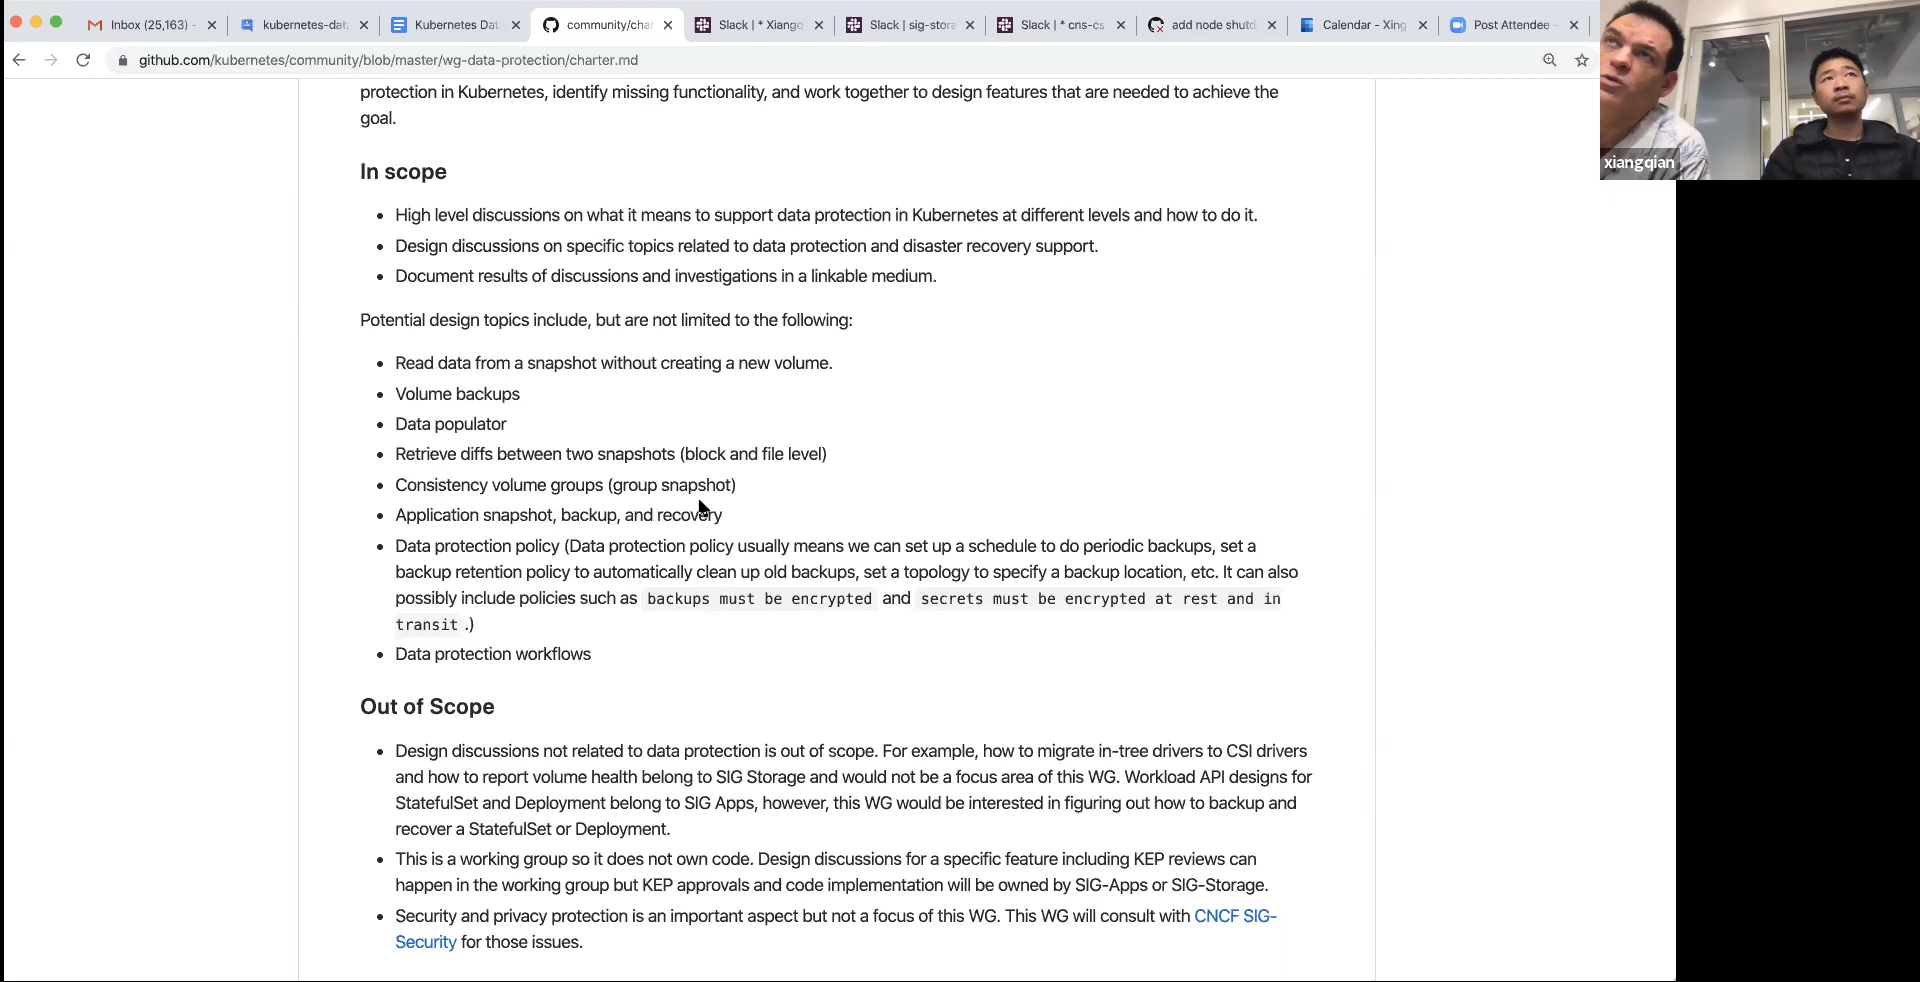 Inbox (25,163) -
kubernetes-dat
Kubernetes Dat
community/char
Slack | * Xiangq
Slack | sig-stora
Slack | * cns-cs
add node shutd
Calendar - Xing
Post Attendee -
github.com/kubernetes/community/blob/master/wg-data-protection/charter.md
protection in Kubernetes, identify missing functionality, and work together to design features that are needed to achieve the
goal.
In scope
• High level discussions on what it means to support data protection in Kubernetes at different levels and how to do it.
• Design discussions on specific topics related to data protection and disaster recovery support.
• Document results of discussions and investigations in a linkable medium.
Potential design topics include, but are not limited to the following:
• Read data from a snapshot without creating a new volume.
• Volume backups
• Data populator
• Retrieve diffs between two snapshots (block and file level)
• Consistency volume groups (group snapshot)
• Application snapshot, backup, and recovery
• Data protection policy (Data protection policy usually means we can set up a schedule to do periodic backups, set a
backup retention policy to automatically clean up old backups, set a topology to specify a backup location, etc. It can also
possibly include policies such as backups must be encrypted and secrets must be encrypted at rest and in
transit .)
• Data protection workflows
Out of Scope
• Design discussions not related to data protection is out of scope. For example, how to migrate in-tree drivers to CSI drivers
and how to report volume health belong to SIG Storage and would not be a focus area of this WG. Workload API designs for
StatefulSet and Deployment belong to SIG Apps, however, this WG would be interested in figuring out how to backup and
recover a StatefulSet or Deployment.
• This is a working group so it does not own code. Design discussions for a specific feature including KEP reviews can
happen in the working group but KEP approvals and code implementation will be owned by SIG-Apps or SIG-Storage.
• Security and privacy protection is an important aspect but not a focus of this WG. This WG will consult with CNCF SIG-
Security for those issues.
xiangqian